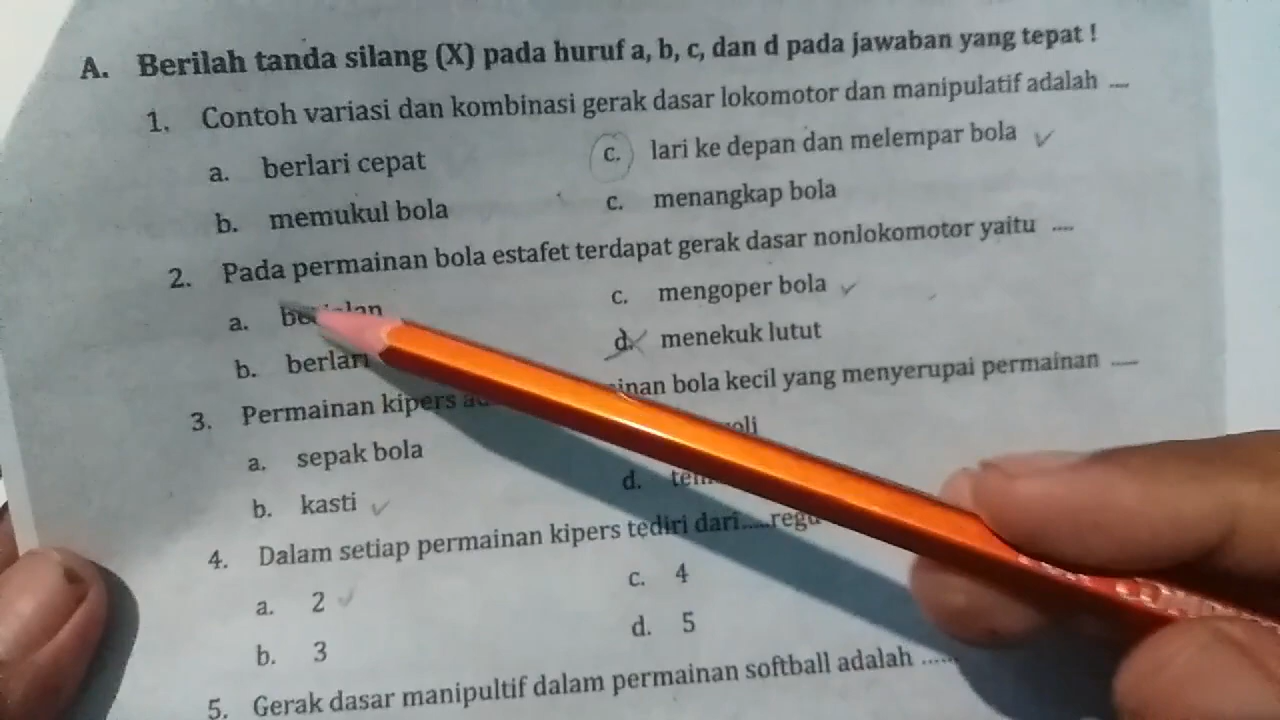 A. Berilah tanda silang (X) pada huruf a, b, c, dan d pada jawaban yang tepat !
1. Contoh variasi dan kombinasi gerak dasar lokomotor dan manipulatif adalah ....
a. berlari cepat
c. lari ke depan dan melempar bola
b. memukul bola
c. menangkap bola
2. Pada permainan bola estafet terdapat gerak dasar nonlokomotor yaitu ....
a.
c. mengoper bola
b. berlari
d. menekuk lutut
3. Permainan kipers bola kecil yang menyerupai permainan ....
a. sepak bola
b. kasti
d.
4. Dalam setiap permainan kipers tediri dari.....
a. 2
c. 4
b. 3
d. 5
5. Gerak dasar manipultif dalam permainan softball adalah ......